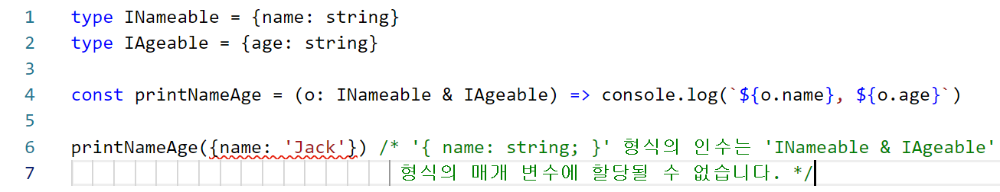 1 type INameable = {name: string}
2 type IAgeable = {age: string}
3
4 const printNameAge = (o: INameable & IAgeable) => console.log(`${o.name}, ${o.age}`)
5
6 printNameAge({name: 'Jack'}) /* '{ name: string; }' 형식의 인수는 'INameable & IAgeable'
7 형식의 매개 변수에 할당될 수 없습니다. */